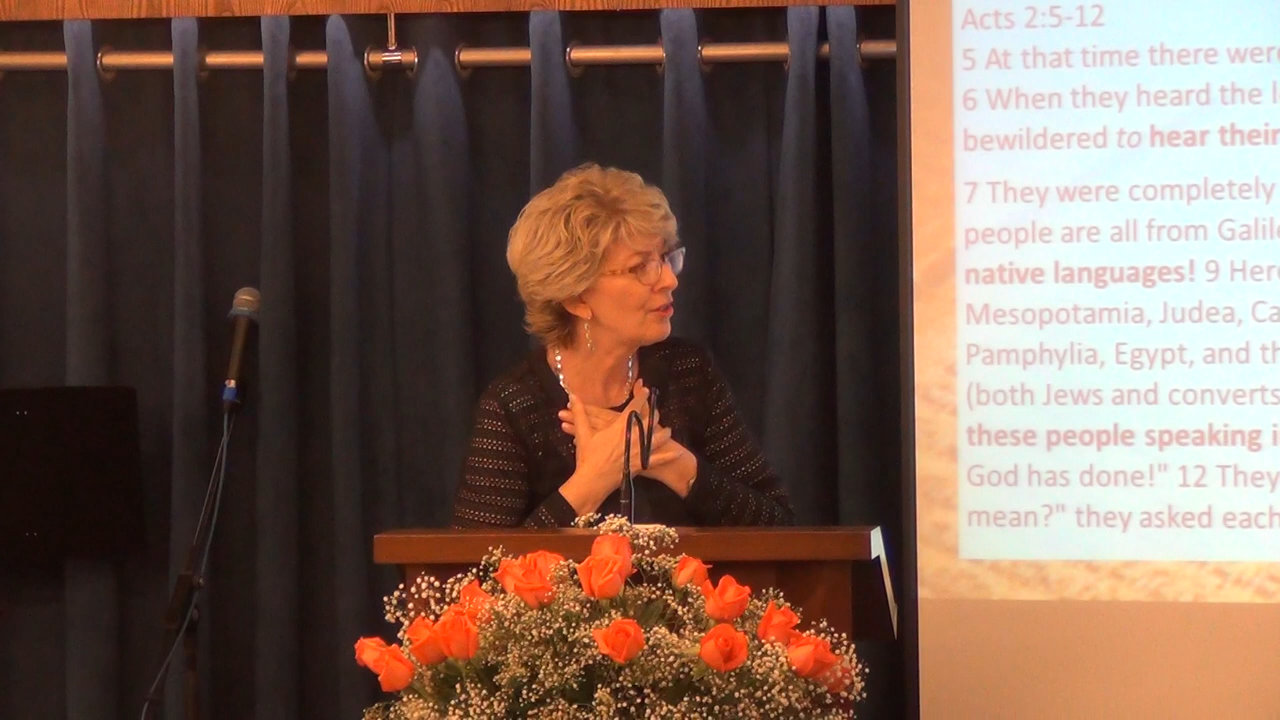 Acts 2:5-12
5 At that time there were
6 When they heard the
bewildered to hear their
7 They were completely
people are all from Galile
native languages! 9 Her
Mesopotamia, Judea, Ca
Pamphylia, Egypt, and th
(both Jews and converts
these people speaking i
God has done!" 12 They
mean?" they asked each